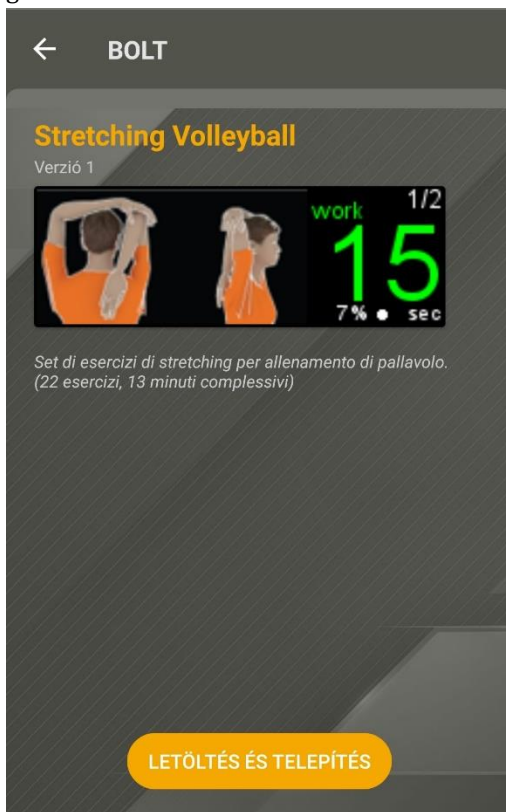 BOLT
Stretching Volleyball
Verzió 1
work 1/2
15
7% sec
Set di esercizi di stretching per allenamento di pallavolo.
(22 esercizi, 13 minuti complessivi)
LETÖLTÉS ÉS TELEPÍTÉS